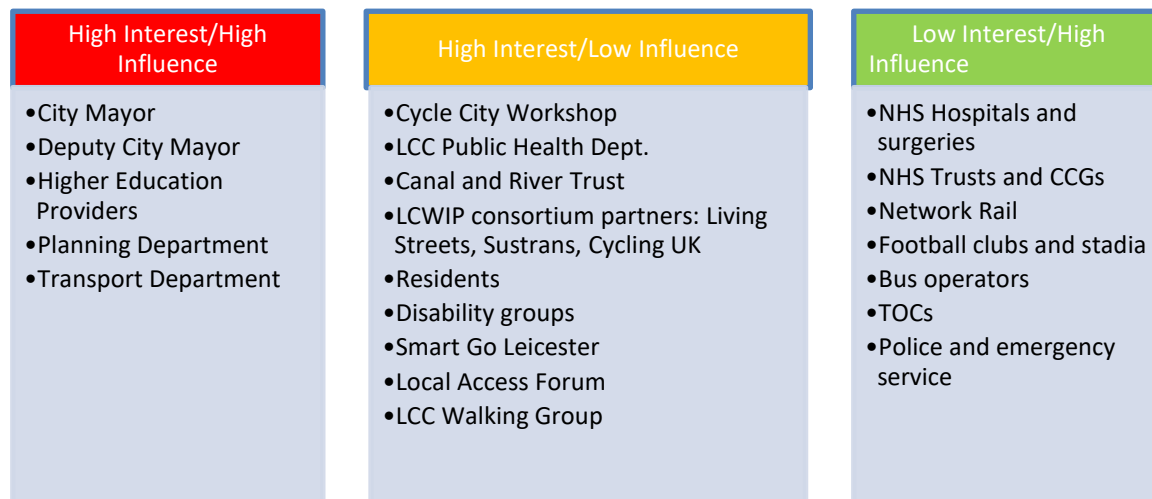 High Interest/High
Influence
•City Mayor
•Deputy City Mayor
•Higher Education
Providers
•Planning Department
•Transport Department
High Interest/Low Influence
•Cycle City Workshop
•LCC Public Health Dept.
•Canal and River Trust
•LCWIP consortium partners: Living
Streets, Sustrans, Cycling UK
•Residents
•Disability groups
•Smart Go Leicester
•Local Access Forum
•LCC Walking Group
Low Interest/High
Influence
•NHS Hospitals and
surgeries
•NHS Trusts and CCGs
•Network Rail
•Football clubs and stadia
•Bus operators
•TOCs
•Police and emergency
service